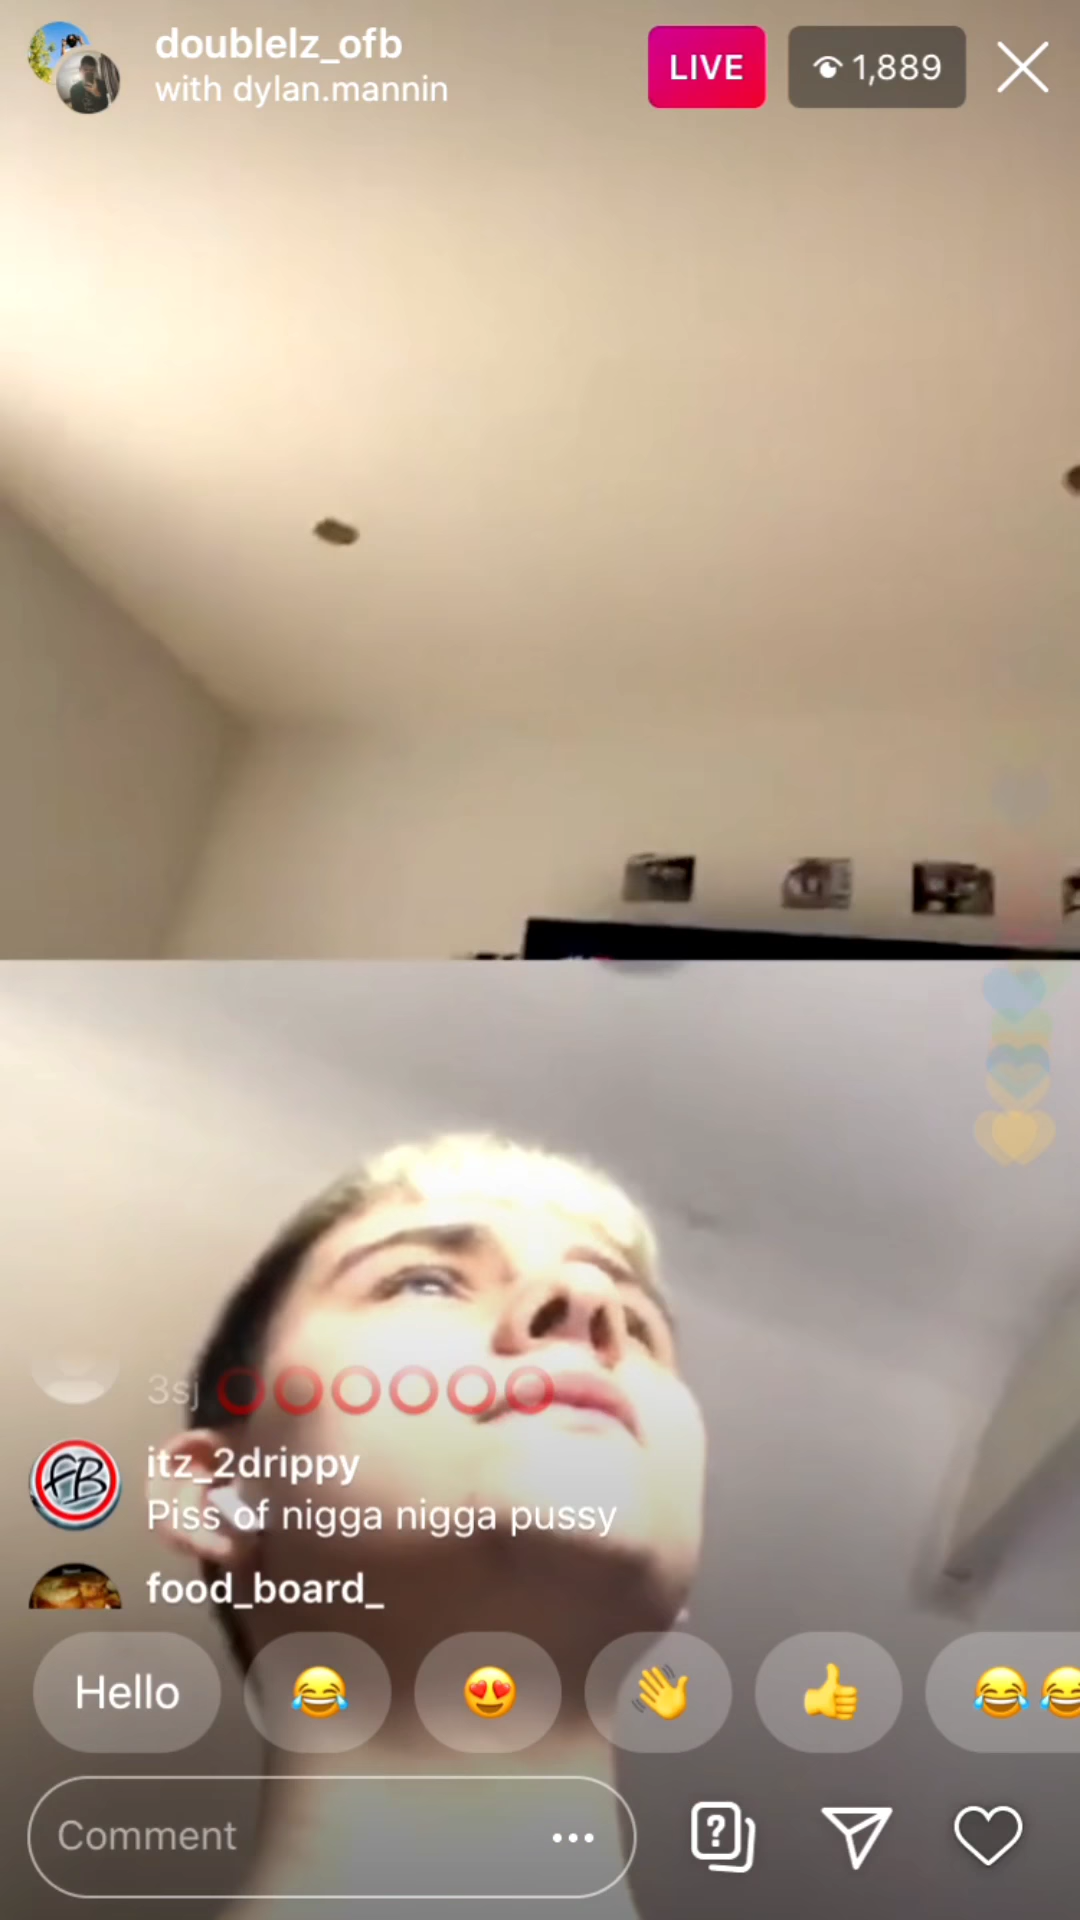 doublelz_ofb
with dylan.mannin
LIVE
1,889
3sj ⭕⭕⭕⭕⭕⭕
itz_2drippy
Piss of nigga nigga pussy
food_board_
Hello
Comment